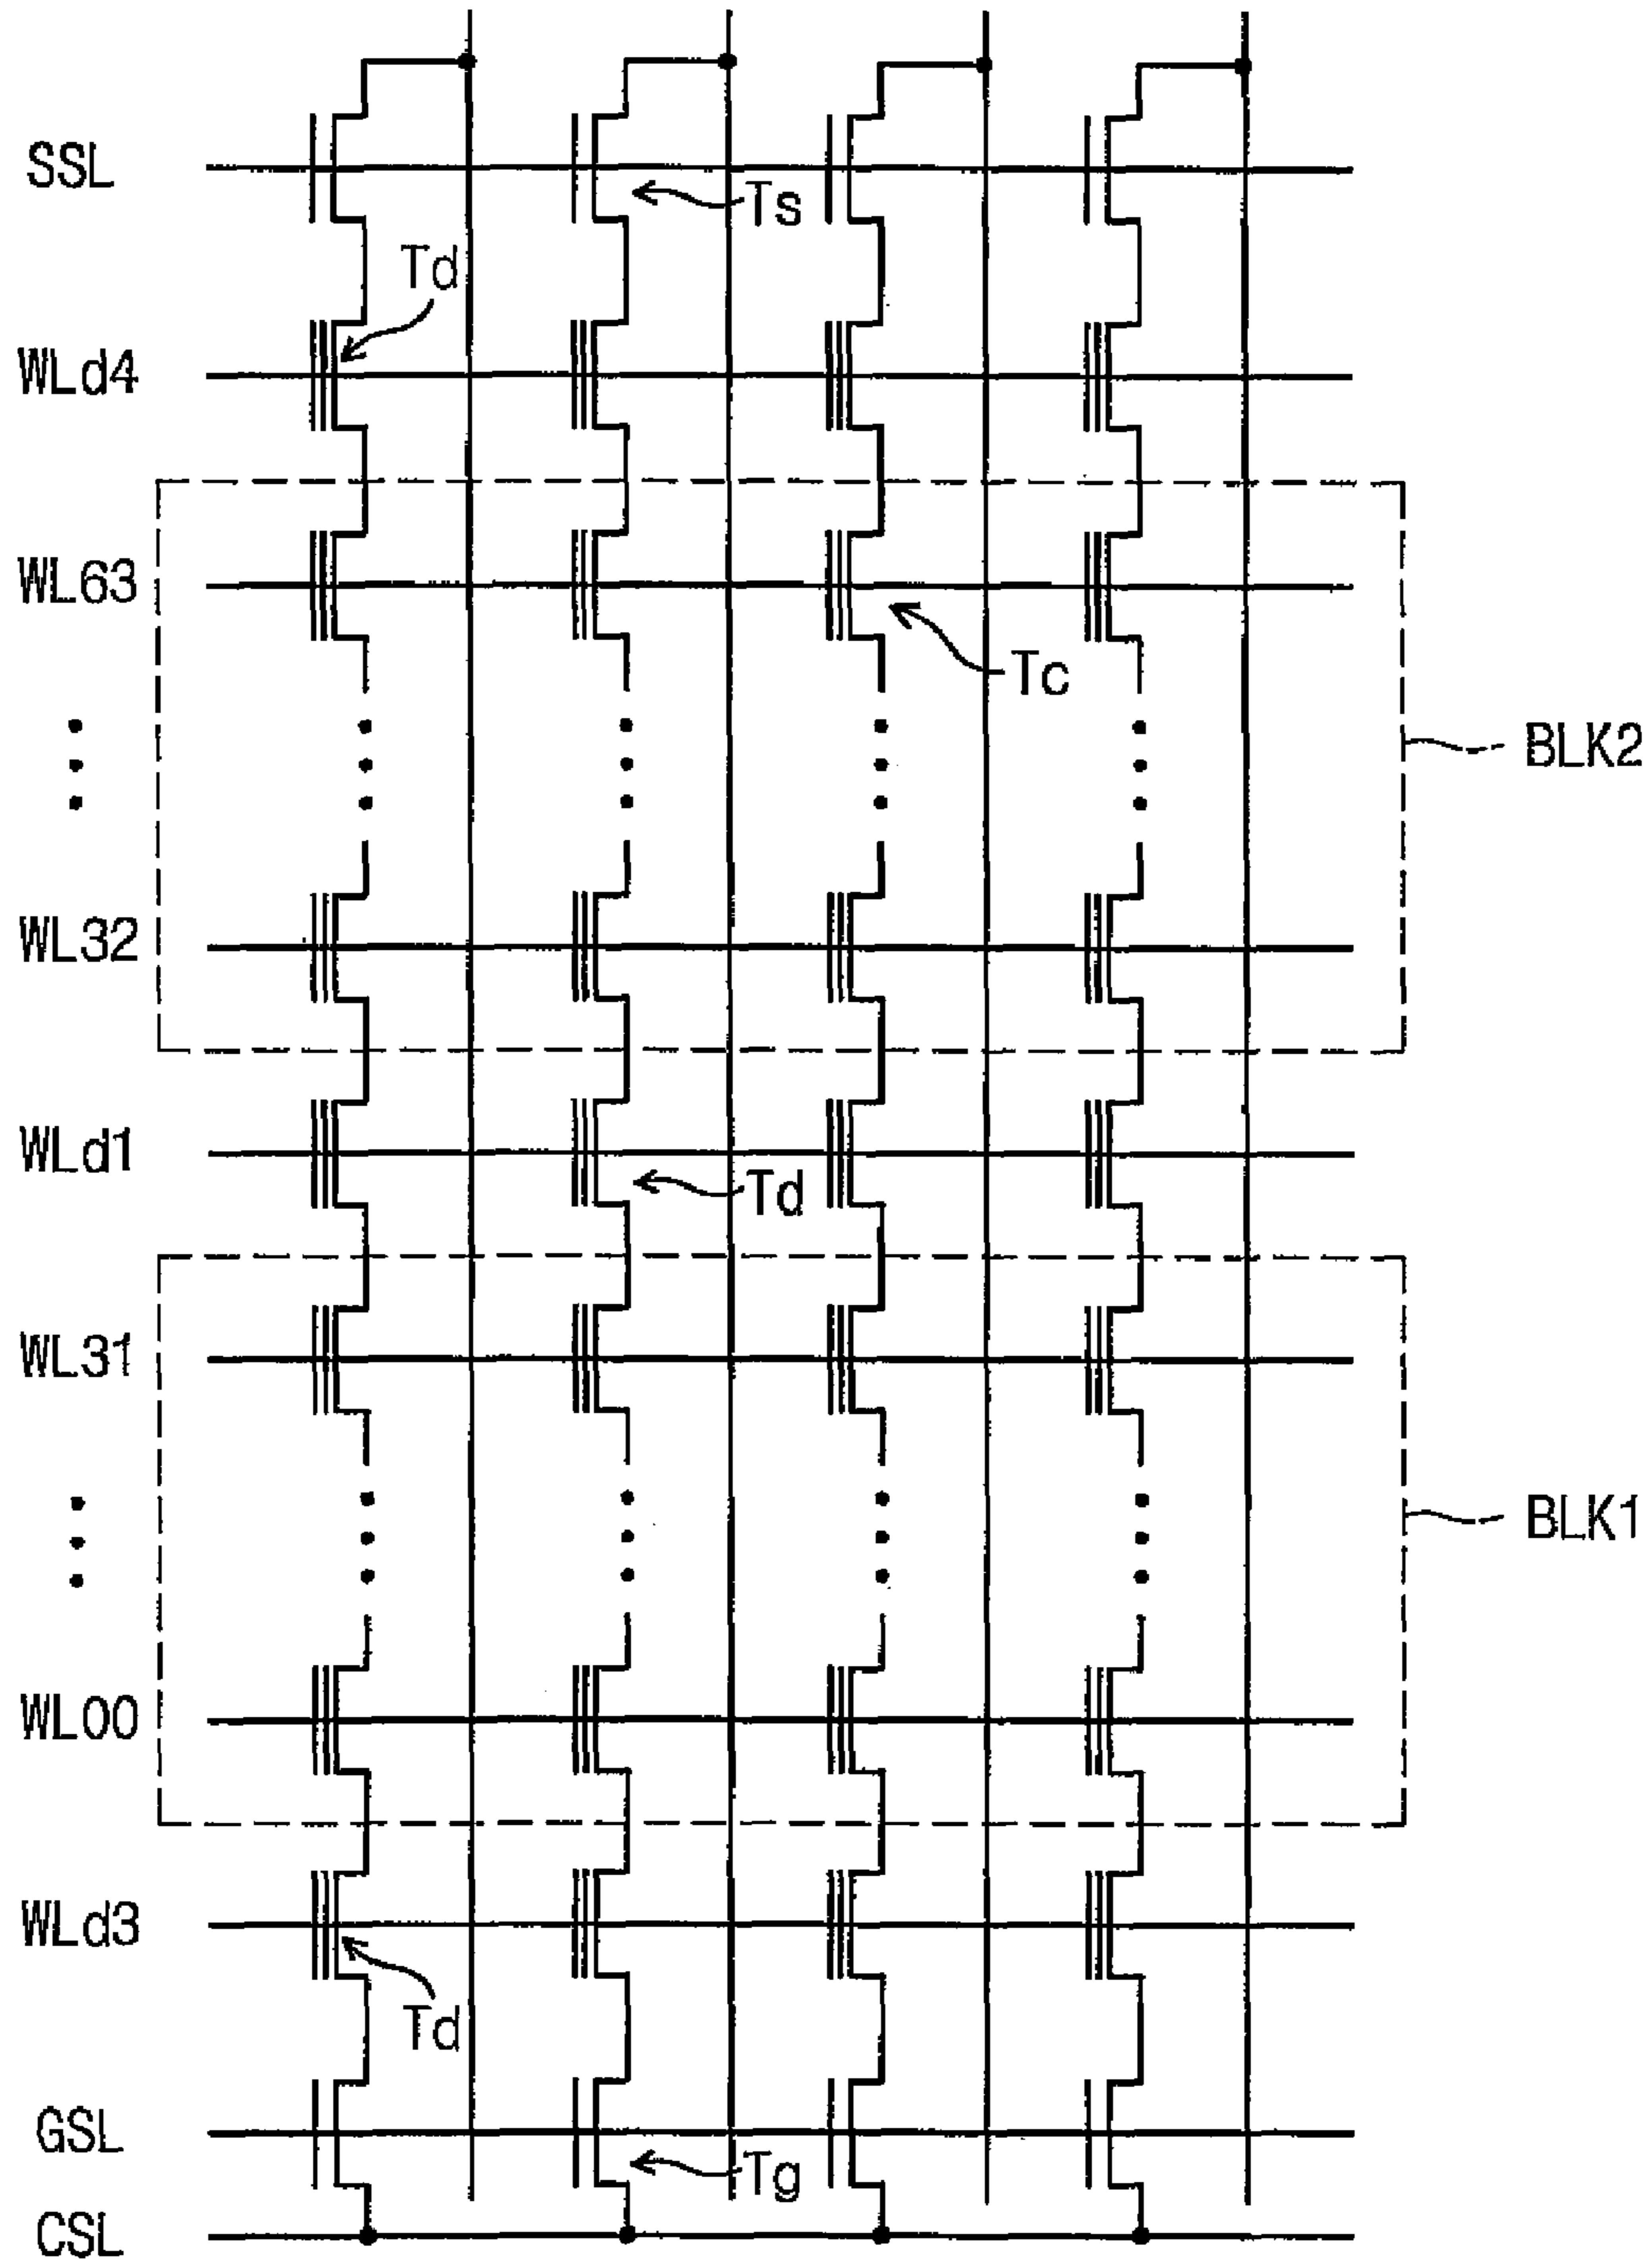 SSL
Ts
Td
WLd4
WL63
Tc
BLK2
WL32
WLd1
Td
WL31
BLK1
WL00
WLd3
Td
GSL
Tg
CSL